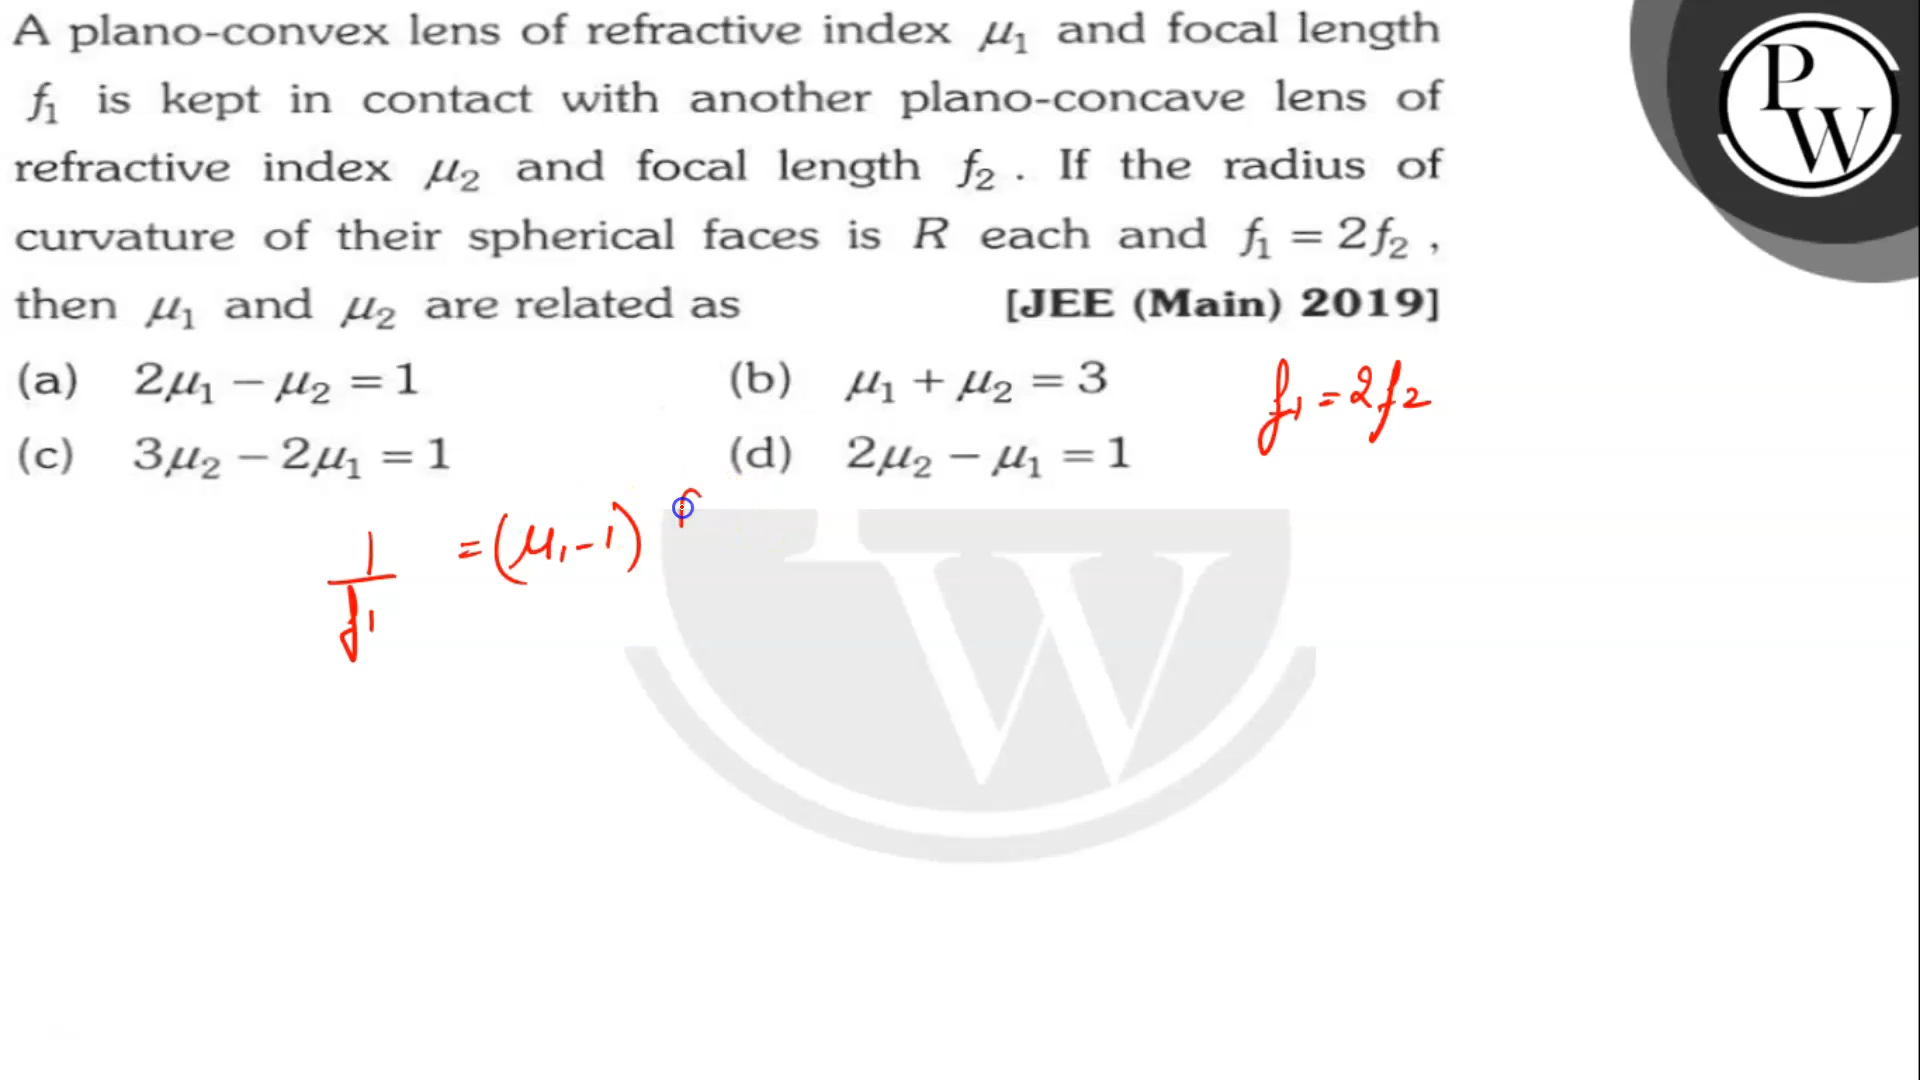 A plano-convex lens of refractive index μ₁ and focal length
f₁ is kept in contact with another plano-concave lens of
refractive index μ₂ and focal length f₂. If the radius of
curvature of their spherical faces is R each and f₁ = 2f₂,
then μ₁ and μ₂ are related as [JEE (Main) 2019]
(a) 2μ₁ − μ₂ = 1 (b) μ₁ + μ₂ = 3
(c) 3μ₂ − 2μ₁ = 1 (d) 2μ₂ − μ₁ = 1
f₁ = 2f₂
1/f₁ = (μ₁ − 1)
PW
W